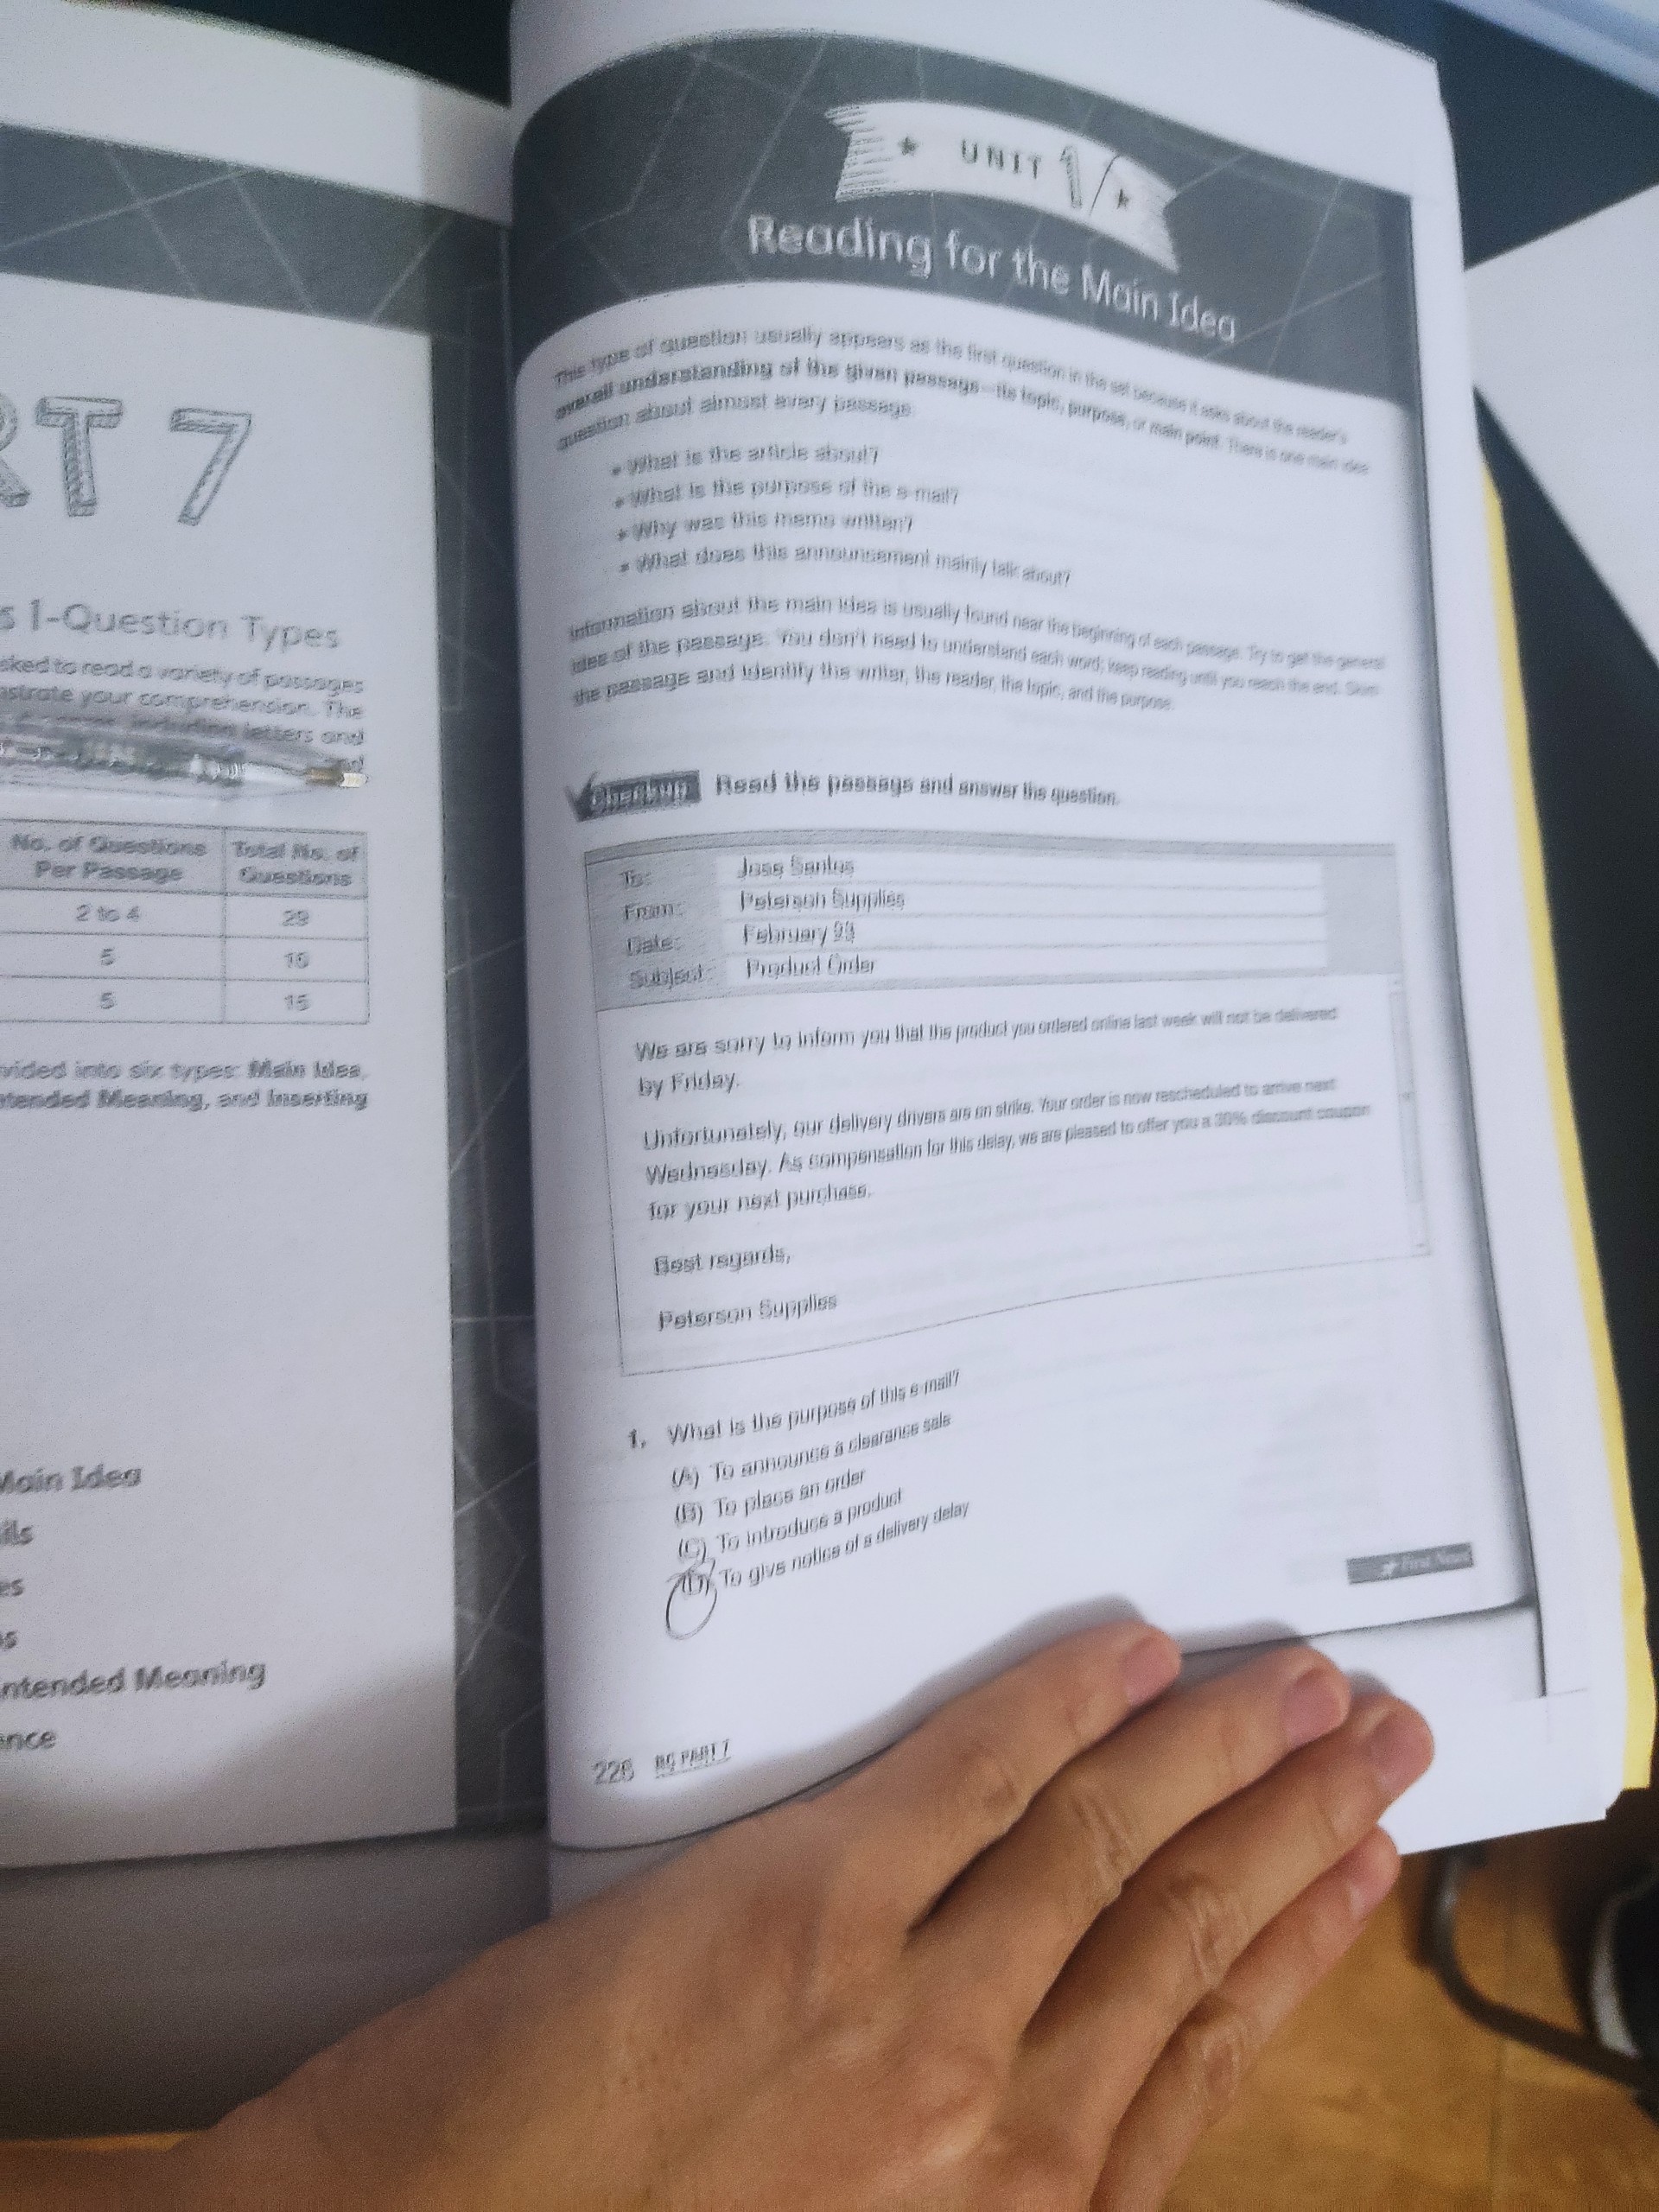 RT 7
s 1-Question Types
sked to read a variety of passages
nstrate your comprehension. The
including letters and
No. of Questions Per Passage
Total No. of Questions
2 to 4
29
5
10
5
15
vided into six types: Main Idea,
ntended Meaning, and Inserting
Main Idea
ils
es
s
Intended Meaning
ence
UNIT 1
Reading for the Main Idea
This type of question usually appears as the first question in the set because it asks about the reader's
overall understanding of the given passage—its topic, purpose, or main point. There is one main idea
question about almost every passage.
• What is the article about?
• What is the purpose of the e-mail?
• Why was this memo written?
• What does this announcement mainly talk about?
Information about the main idea is usually found near the beginning of each passage. Try to get the general
idea of the passage. You don't need to understand each word; keep reading until you reach the end. Skim
the passage and identify the writer, the reader, the topic, and the purpose.
Checkup Read the passage and answer the question.
To: Jose Santos
From: Peterson Supplies
Date: February
Subject: Product Order
We are sorry to inform you that the product you ordered online last week will not be delivered
by Friday.
Unfortunately, our delivery drivers are on strike. Your order is now rescheduled to arrive next
Wednesday. As compensation for this delay, we are pleased to offer you a 30% discount coupon
for your next purchase.
Best regards,
Peterson Supplies
1. What is the purpose of this e-mail?
(A) To announce a clearance sale
(B) To place an order
(C) To introduce a product
(D) To give notice of a delivery delay
First News
226 RC PART 7